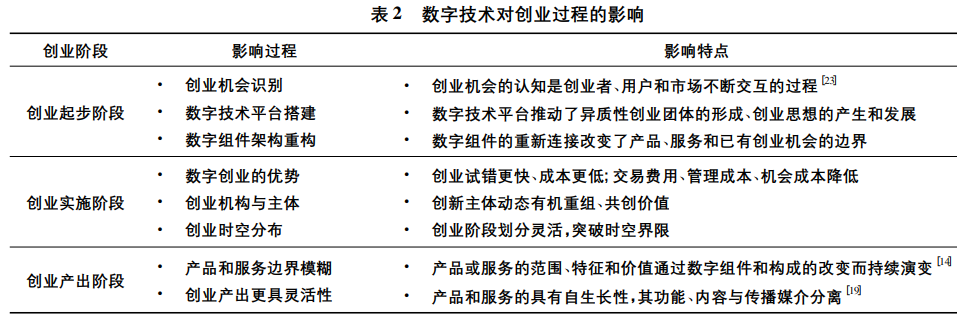 表 2 数字技术对创业过程的影响
创业阶段 影响过程 影响特点
· 创业机会识别 · 创业机会的认知是创业者、用户和市场不断交互的过程[23]
创业起步阶段 · 数字技术平台搭建 · 数字技术平台推动了异质性创业团体的形成、创业思想的产生和发展
· 数字组件架构重构 · 数字组件的重新连接改变了产品、服务和已有创业机会的边界
· 数字创业的优势 · 创业试错更快、成本更低; 交易费用、管理成本、机会成本降低
创业实施阶段 · 创业机构与主体 · 创新主体动态有机重组、共创价值
· 创业时空分布 · 创业阶段划分灵活,突破时空界限
· 产品和服务边界模糊 · 产品或服务的范围、特征和价值通过数字组件和构成的改变而持续演变[14]
创业产出阶段
· 创业产出更具灵活性 · 产品和服务的具有自生长性,其功能、内容与传播媒介分离[19]